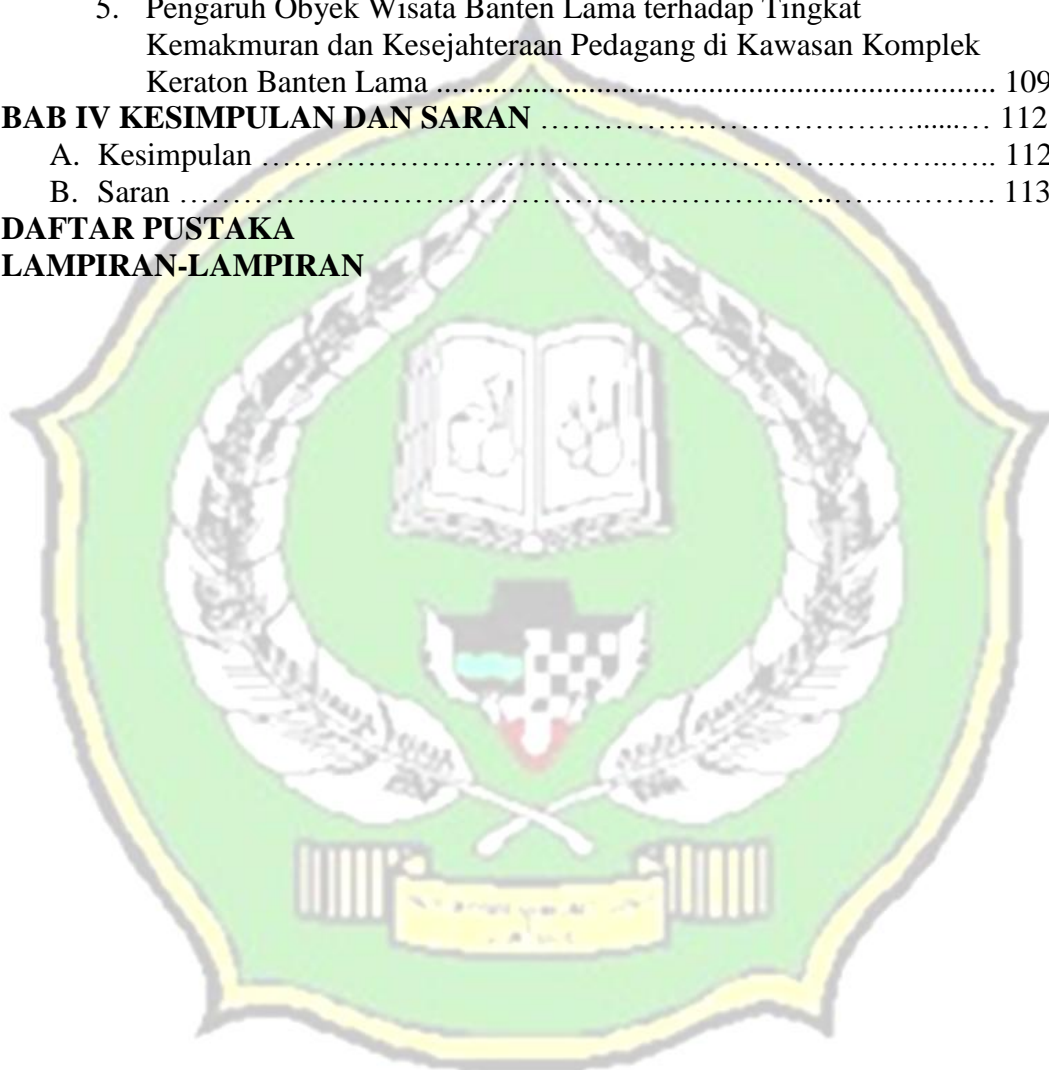 5. Pengaruh Obyek Wisata Banten Lama terhadap Tingkat
Kemakmuran dan Kesejahteraan Pedagang di Kawasan Komplek
Keraton Banten Lama .................................................................... 109
BAB IV KESIMPULAN DAN SARAN ……………………………….......… 112
A. Kesimpulan …………………………………………………………..….. 112
B. Saran ……………………………………………………..…………… 113
DAFTAR PUSTAKA
LAMPIRAN-LAMPIRAN